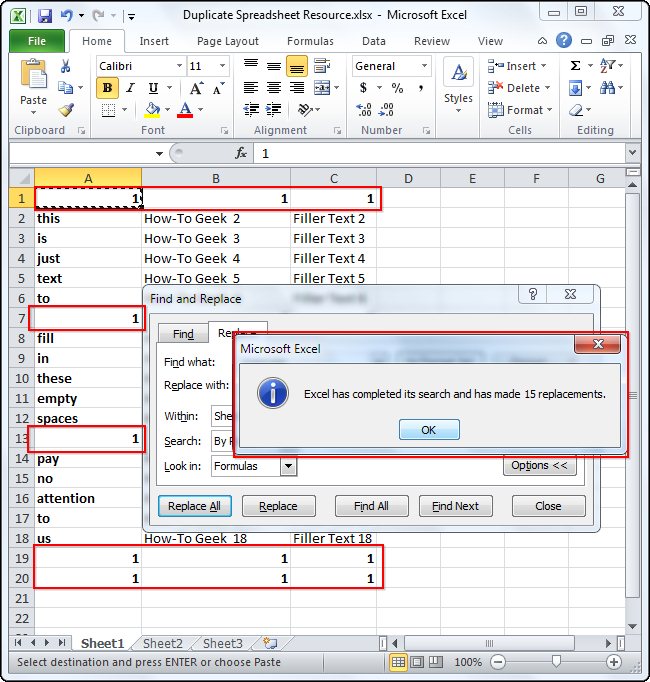 Duplicate Spreadsheet Resource.xlsx - Microsoft Excel
File Home Insert Page Layout Formulas Data Review View
Paste Calibri 11 General Styles Insert Delete Format
B I U A A A $ % , .0 .00 .00 .0 Σ A Z
Clipboard Font Alignment Number Cells Editing
fx 1
A B C D E F G
1 1 1 1
2 this How-To Geek 2 Filler Text 2
3 is How-To Geek 3 Filler Text 3
4 just How-To Geek 4 Filler Text 4
5 text How-To Geek 5 Filler Text 5
6 to
7 1
8 fill
9 in
10 these
11 empty
12 spaces
13 1
14 pay
15 no
16 attention
17 to
18 us How-To Geek 18 Filler Text 18
19 1 1 1
20 1 1 1
21
22
Find and Replace
Find
Find what:
Replace with:
Within: She
Search: By R
Look in: Formulas
Options <<
Replace All Replace Find All Find Next Close
Microsoft Excel
Excel has completed its search and has made 15 replacements.
OK
Sheet1 Sheet2 Sheet3
Select destination and press ENTER or choose Paste 100%